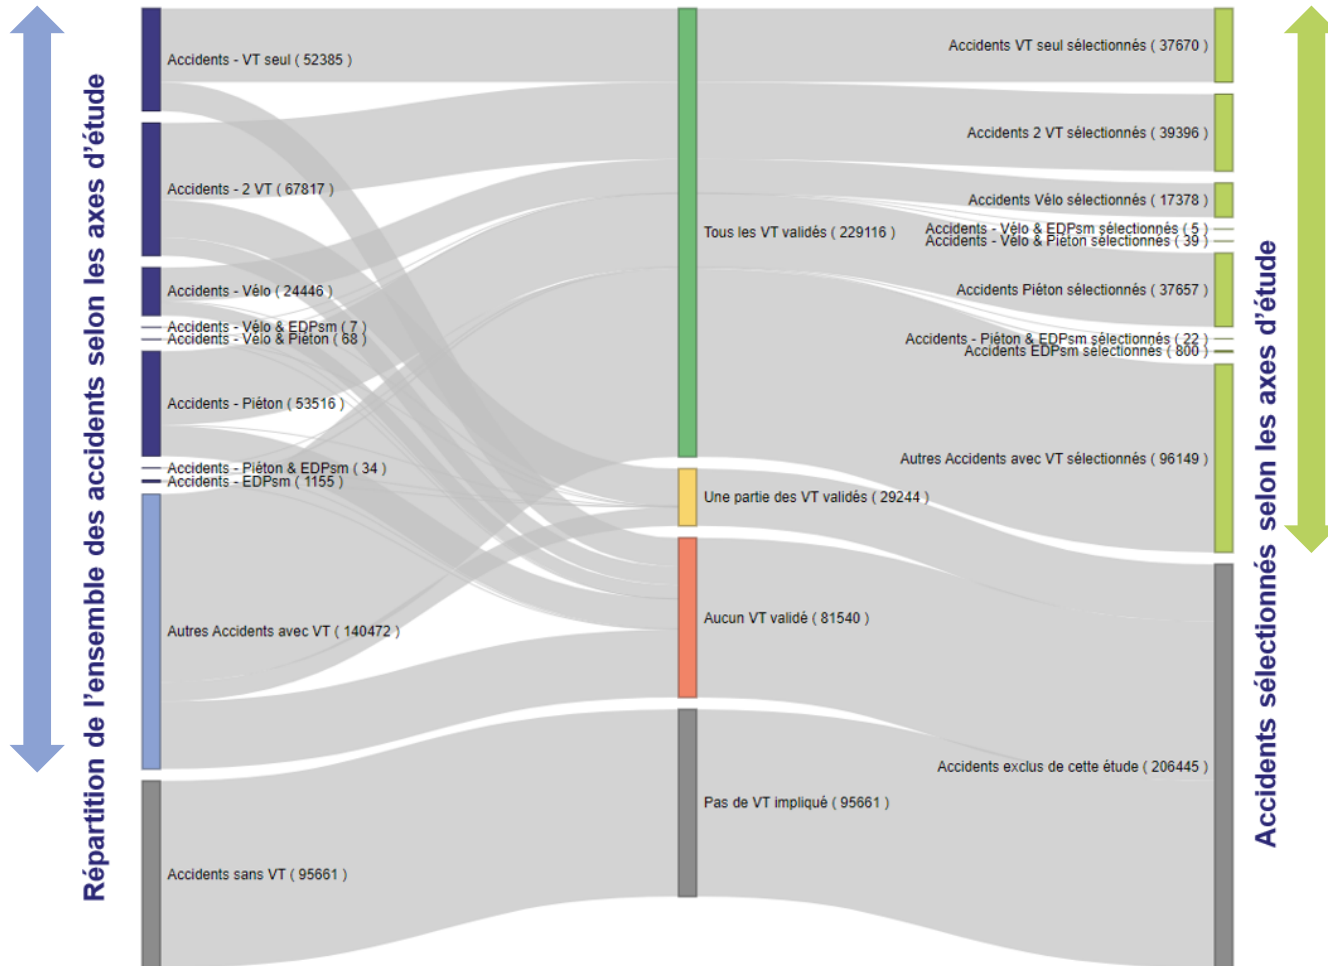 Répartition de l'ensemble des accidents selon les axes d'étude
Accidents - VT seul ( 52385 )
Accidents - 2 VT ( 67817 )
Accidents - Vélo ( 24446 )
Accidents - Vélo & EDPsm ( 7 )
Accidents - Vélo & Piéton ( 68 )
Accidents - Piéton ( 53516 )
Accidents - Piéton & EDPsm ( 34 )
Accidents - EDPsm ( 1155 )
Autres Accidents avec VT ( 140472 )
Accidents sans VT ( 95661 )
Tous les VT validés ( 229116 )
Une partie des VT validés ( 29244 )
Aucun VT validé ( 81540 )
Pas de VT impliqué ( 95661 )
Accidents VT seul sélectionnés ( 37670 )
Accidents 2 VT sélectionnés ( 39396 )
Accidents Vélo sélectionnés ( 17378 )
Accidents - Vélo & EDPsm sélectionnés ( 5 )
Accidents - Vélo & Piéton sélectionnés ( 39 )
Accidents Piéton sélectionnés ( 37657 )
Accidents - Piéton & EDPsm sélectionnés ( 22 )
Accidents EDPsm sélectionnés ( 800 )
Autres Accidents avec VT sélectionnés ( 96149 )
Accidents exclus de cette étude ( 206445 )
Accidents sélectionnés selon les axes d'étude